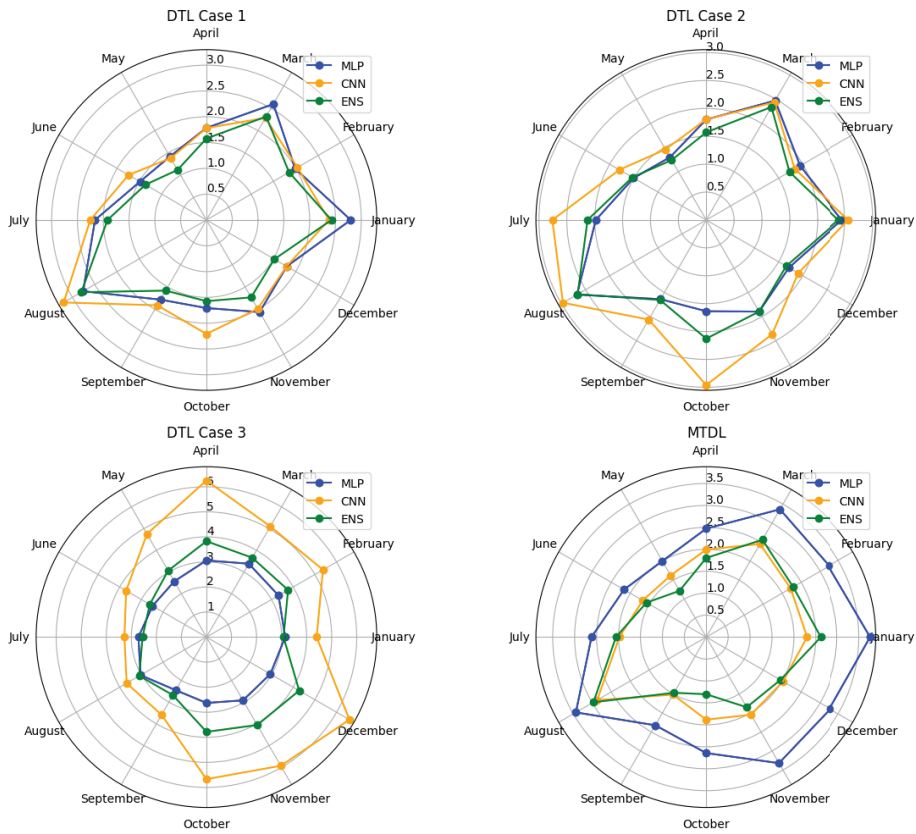 DTL Case 1
April
3.0
May
March
MLP
2.5
CNN
2.0
ENS
June
1.5
February
1.0
0.5
July
January
August
December
September
November
October
DTL Case 2
April
3.0
May
March
MLP
2.5
CNN
2.0
ENS
June
1.5
February
1.0
0.5
July
January
August
December
September
November
October
DTL Case 3
April
6
May
March
MLP
5
CNN
4
ENS
June
3
February
2
1
July
January
August
December
September
November
October
MTDL
April
3.5
May
March
MLP
3.0
CNN
2.5
ENS
June
2.0
February
1.5
1.0
0.5
July
January
August
December
September
November
October